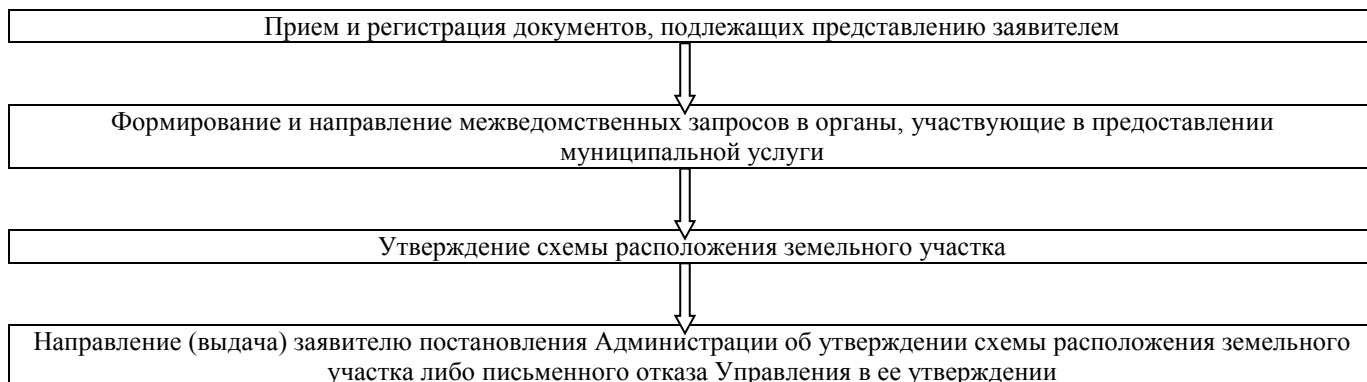 Прием и регистрация документов, подлежащих представлению заявителем
Формирование и направление межведомственных запросов в органы, участвующие в предоставлении
муниципальной услуги
Утверждение схемы расположения земельного участка
Направление (выдача) заявителю постановления Администрации об утверждении схемы расположения земельного
участка либо письменного отказа Управления в ее утверждении